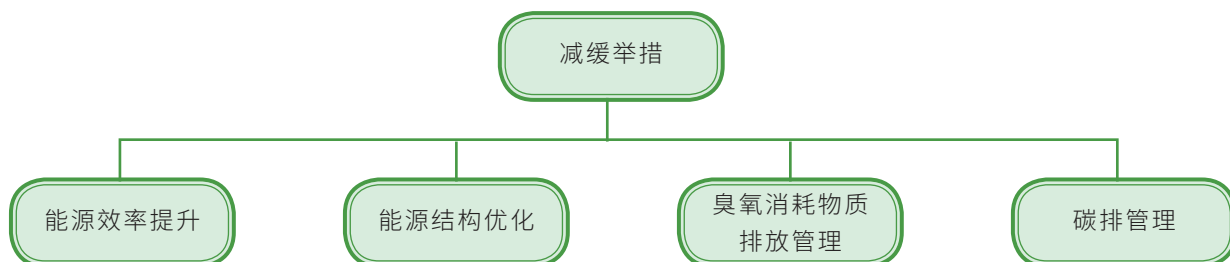 减缓举措
能源效率提升
能源结构优化
臭氧消耗物质
排放管理
碳排管理